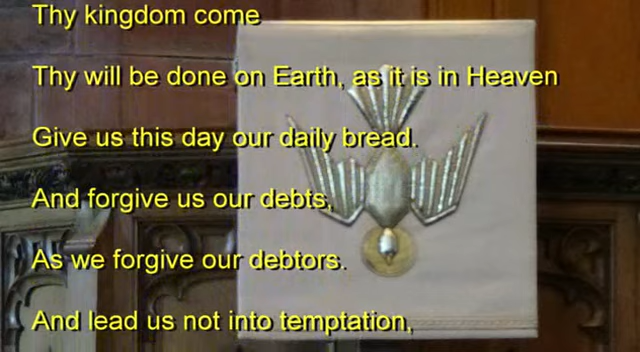 Thy kingdom come
Thy will be done on Earth, as it is in Heaven
Give us this day our daily bread.
And forgive us our debts,
As we forgive our debtors.
And lead us not into temptation,